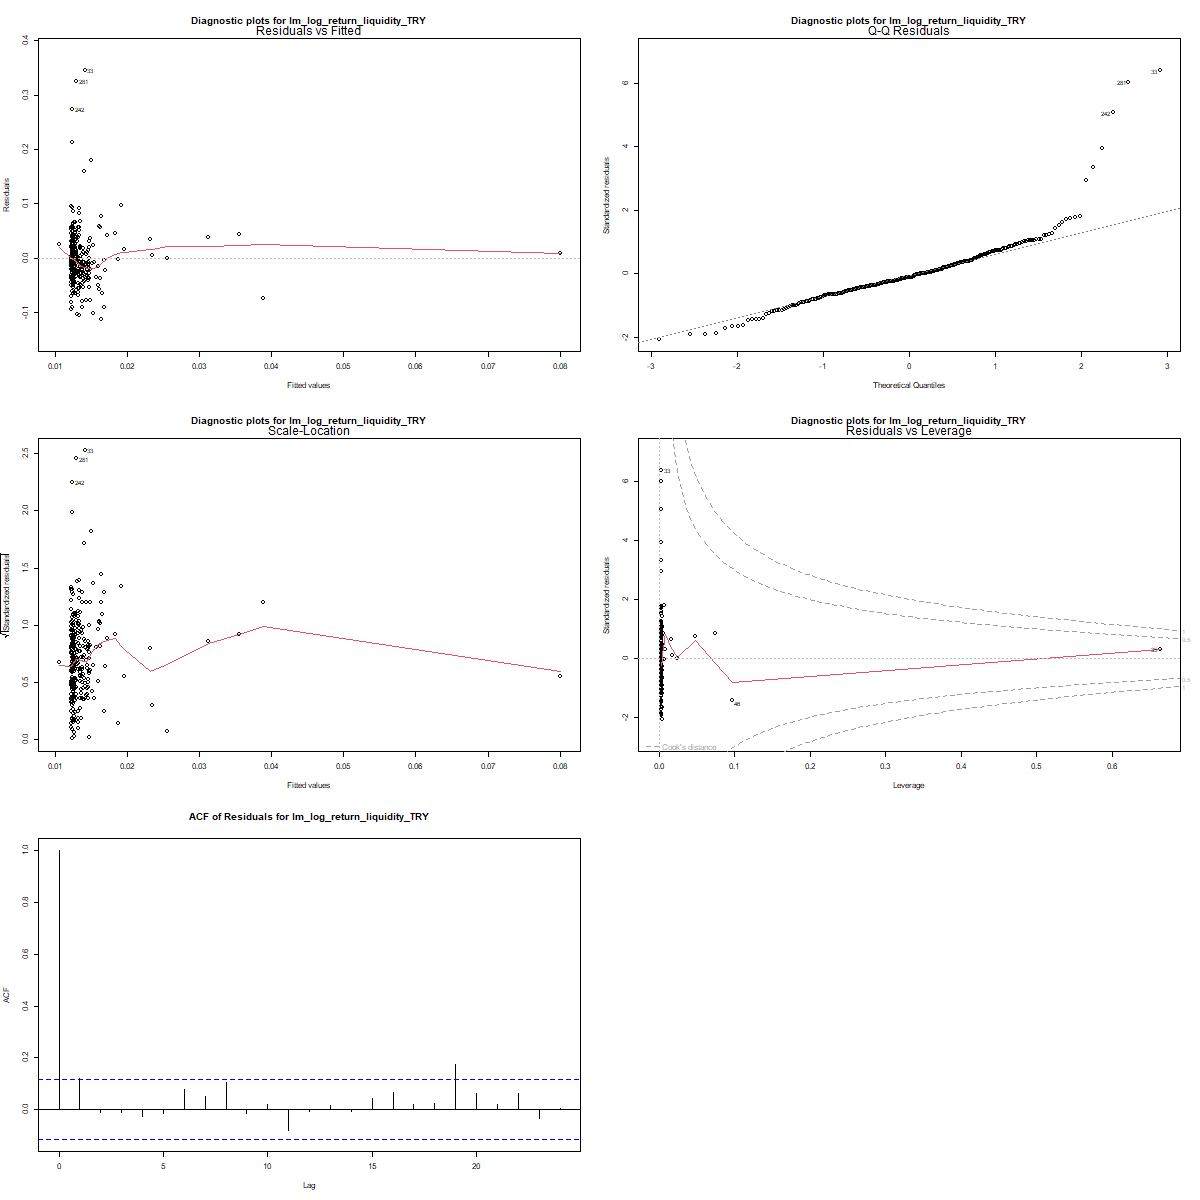 Diagnostic plots for lm_log_return_liquidity_TRY
Residuals vs Fitted
0.4
0.3
0.2
0.1
0.0
-0.1
Residuals
33
281
242
0.01 0.02 0.03 0.04 0.05 0.06 0.07 0.08
Fitted values
Diagnostic plots for lm_log_return_liquidity_TRY
Q-Q Residuals
6
4
2
0
-2
Standardized residuals
33
281
242
-3 -2 -1 0 1 2 3
Theoretical Quantiles
Diagnostic plots for lm_log_return_liquidity_TRY
Scale-Location
2.5
2.0
1.5
1.0
0.5
0.0
√|Standardized residuals|
33
281
242
0.01 0.02 0.03 0.04 0.05 0.06 0.07 0.08
Fitted values
Diagnostic plots for lm_log_return_liquidity_TRY
Residuals vs Leverage
6
4
2
0
-2
Standardized residuals
33
1
0.5
0.5
1
Cook's distance
0.0 0.1 0.2 0.3 0.4 0.5 0.6
Leverage
ACF of Residuals for lm_log_return_liquidity_TRY
1.0
0.8
0.6
0.4
0.2
0.0
ACF
0 5 10 15 20
Lag